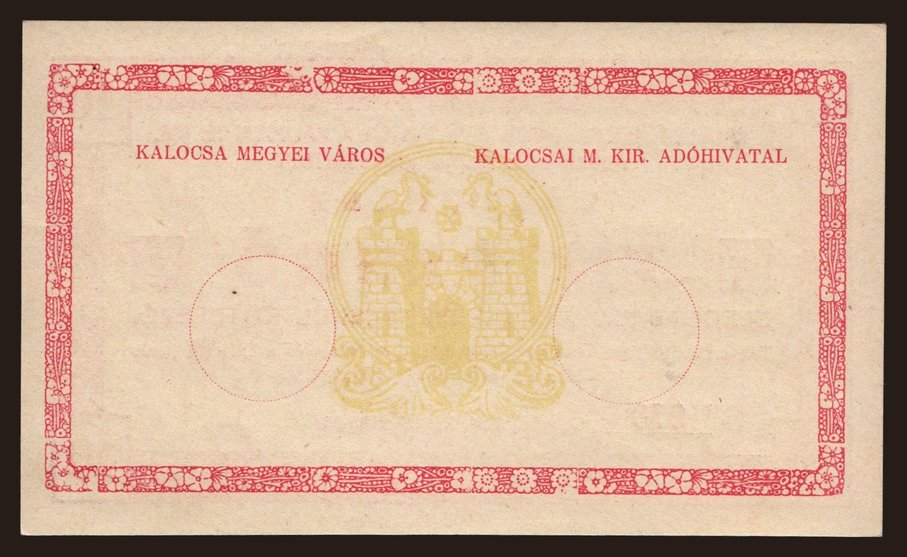 KALOCSA MEGYEI VÁROS
KALOCSAI M. KIR. ADÓHIVATAL